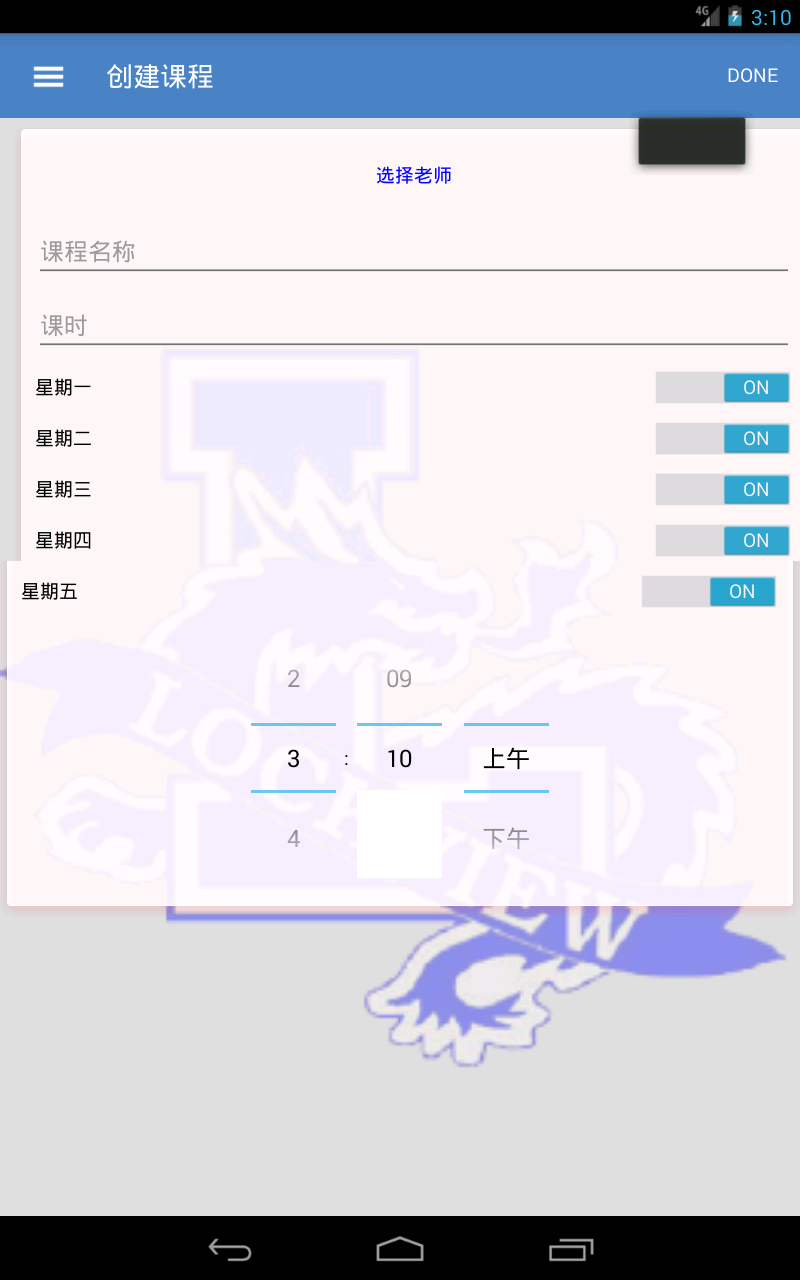 4G 3:10
创建课程 DONE
选择老师
课程名称
课时
星期一 ON
星期二 ON
星期三 ON
星期四 ON
星期五 ON
2 09
3 : 10 上午
4 下午
LOCKVIEW